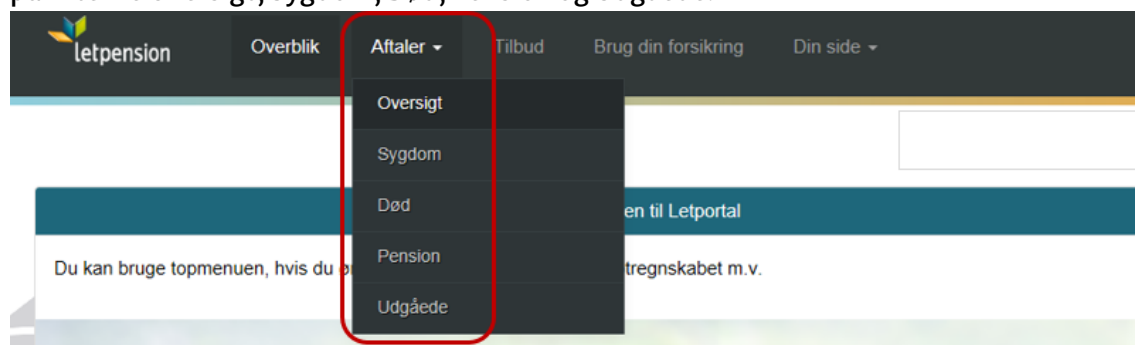 letpension Overblik Aftaler Tilbud Brug din forsikring Din side
Oversigt
Sygdom
Død
en til Letportal
Pension
Du kan bruge topmenuen, hvis du tregnskabet m.v.
Udgåede